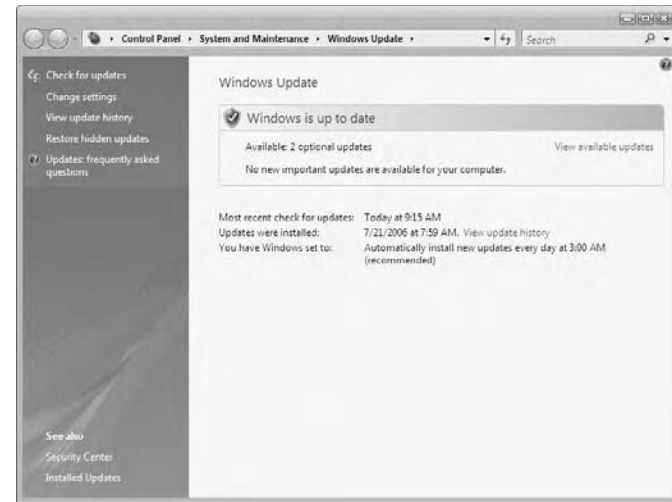 Control Panel System and Maintenance Windows Update
Search
Check for updates
Change settings
View update history
Restore hidden updates
Updates: frequently asked
questions
Windows Update
Windows is up to date
Available: 2 optional updates View available updates
No new important updates are available for your computer.
Most recent check for updates: Today at 9:15 AM
Updates were installed: 7/21/2006 at 7:59 AM. View update history
You have Windows set to: Automatically install new updates every day at 3:00 AM
(recommended)
See also
Security Center
Installed Updates